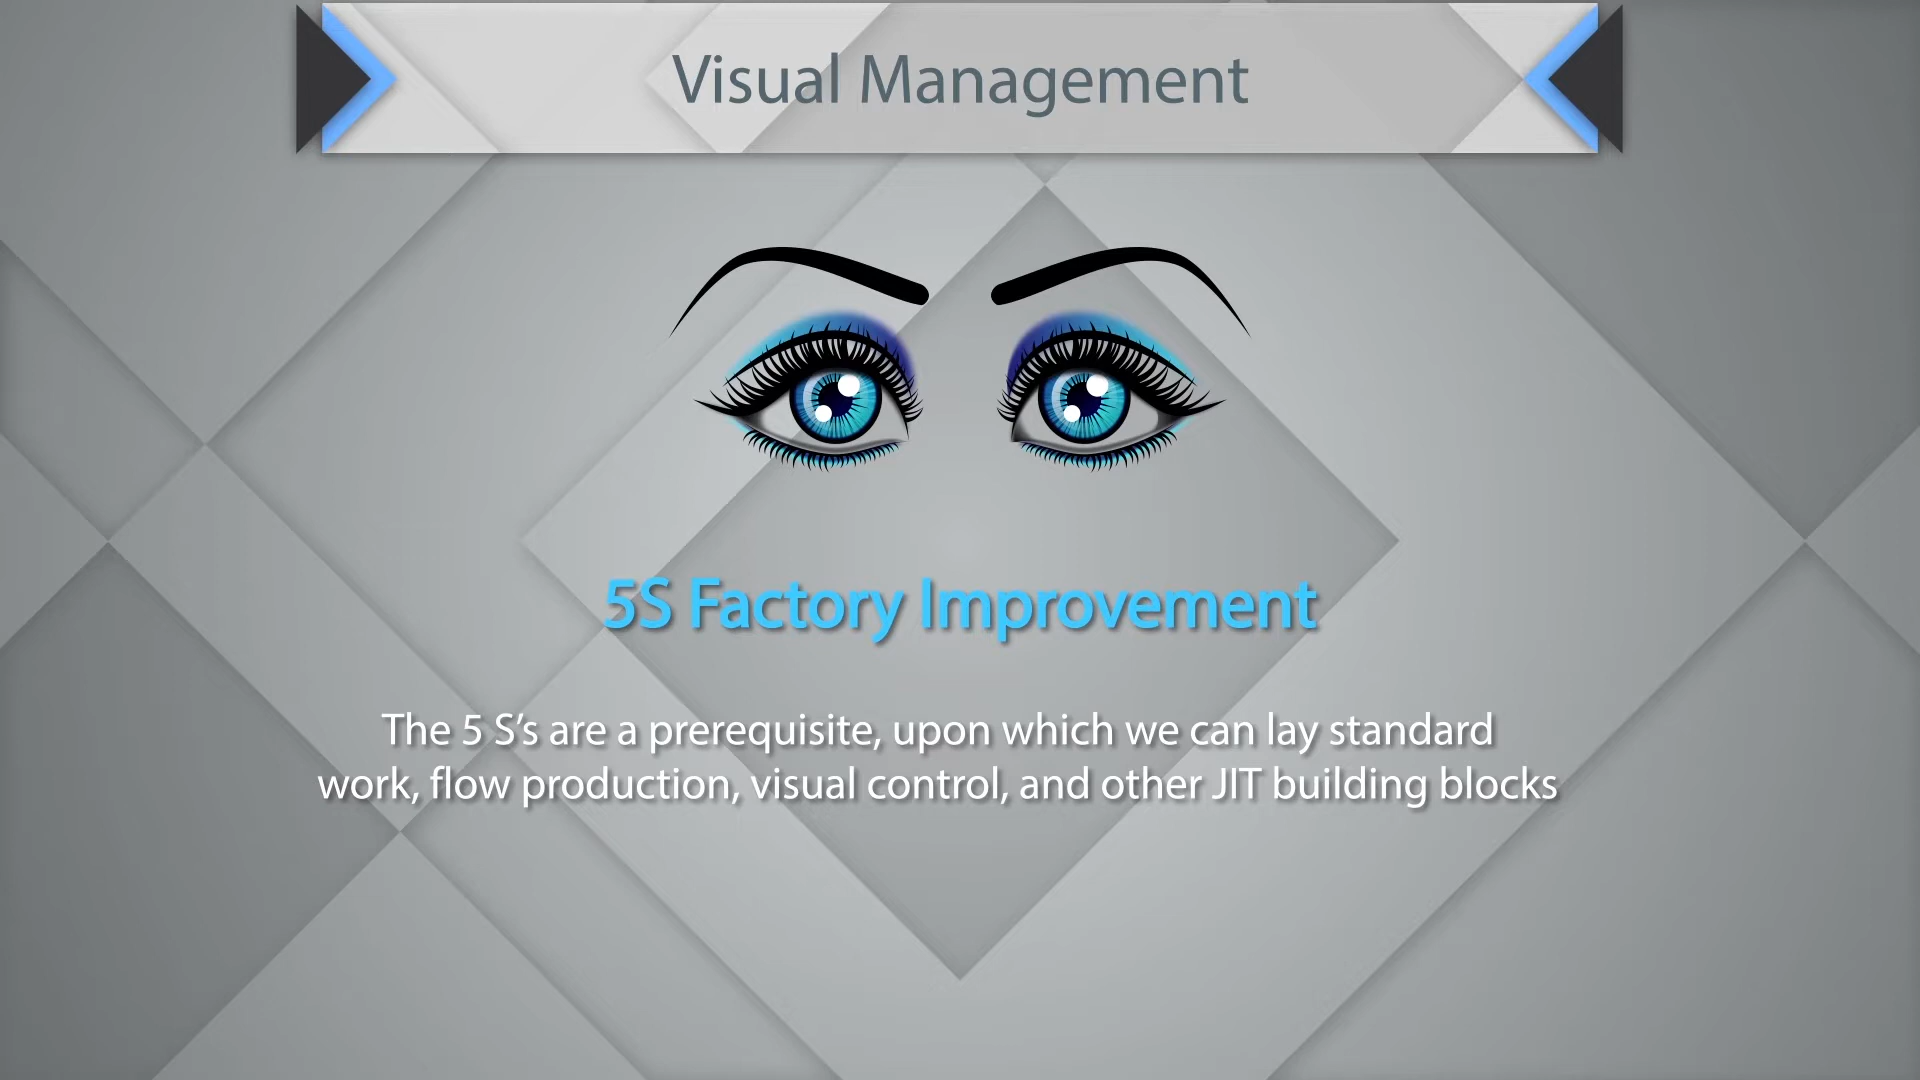 Visual Management
5S Factory Improvement
The 5 S’s are a prerequisite, upon which we can lay standard
work, flow production, visual control, and other JIT building blocks